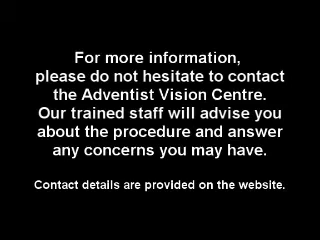 For more information,
please do not hesitate to contact
the Adventist Vision Centre.
Our trained staff will advise you
about the procedure and answer
any concerns you may have.
Contact details are provided on the website.